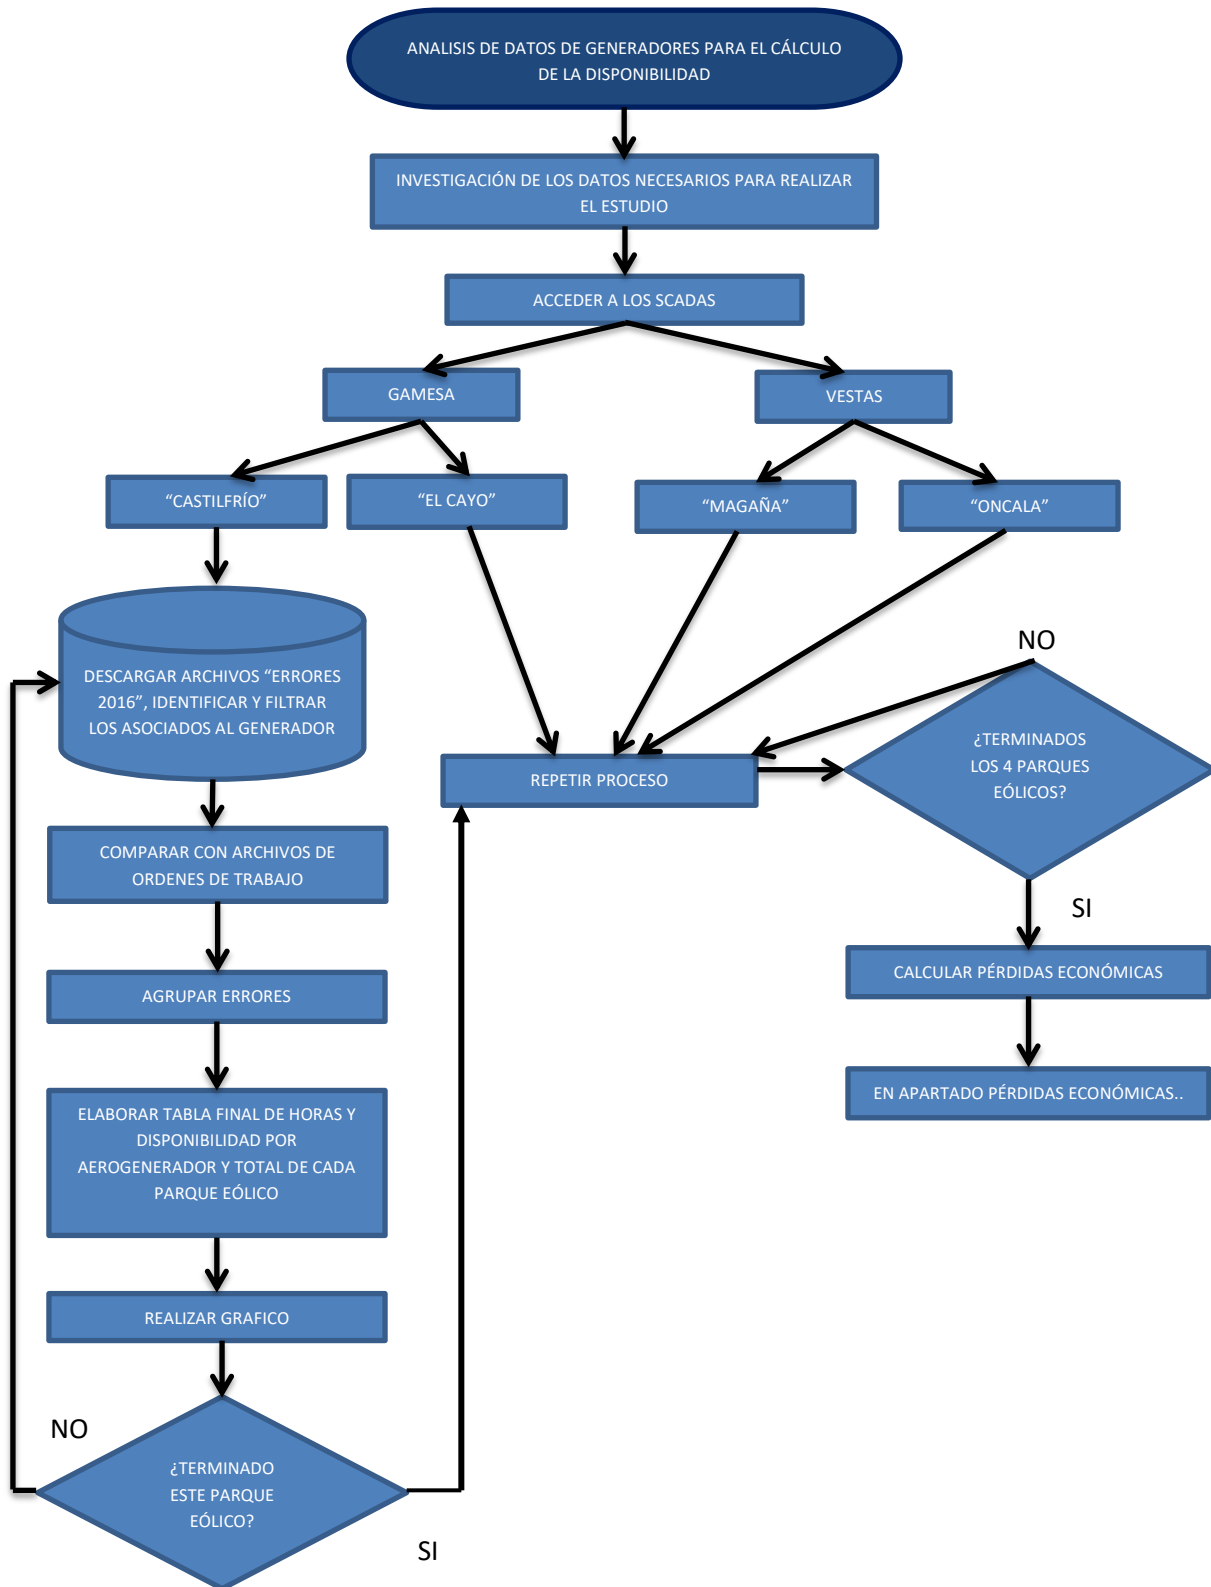 ANALISIS DE DATOS DE GENERADORES PARA EL CÁLCULO
DE LA DISPONIBILIDAD
INVESTIGACIÓN DE LOS DATOS NECESARIOS PARA REALIZAR
EL ESTUDIO
ACCEDER A LOS SCADAS
GAMESA
VESTAS
“CASTILFRÍO”
“EL CAYO”
“MAGAÑA”
“ONCALA”
DESCARGAR ARCHIVOS “ERRORES
2016”, IDENTIFICAR Y FILTRAR
LOS ASOCIADOS AL GENERADOR
NO
¿TERMINADOS
LOS 4 PARQUES
EÓLICOS?
REPETIR PROCESO
COMPARAR CON ARCHIVOS DE
ORDENES DE TRABAJO
SI
CALCULAR PÉRDIDAS ECONÓMICAS
AGRUPAR ERRORES
EN APARTADO PÉRDIDAS ECONÓMICAS..
ELABORAR TABLA FINAL DE HORAS Y
DISPONIBILIDAD POR
AEROGENERADOR Y TOTAL DE CADA
PARQUE EÓLICO
REALIZAR GRAFICO
NO
¿TERMINADO
ESTE PARQUE
EÓLICO?
SI